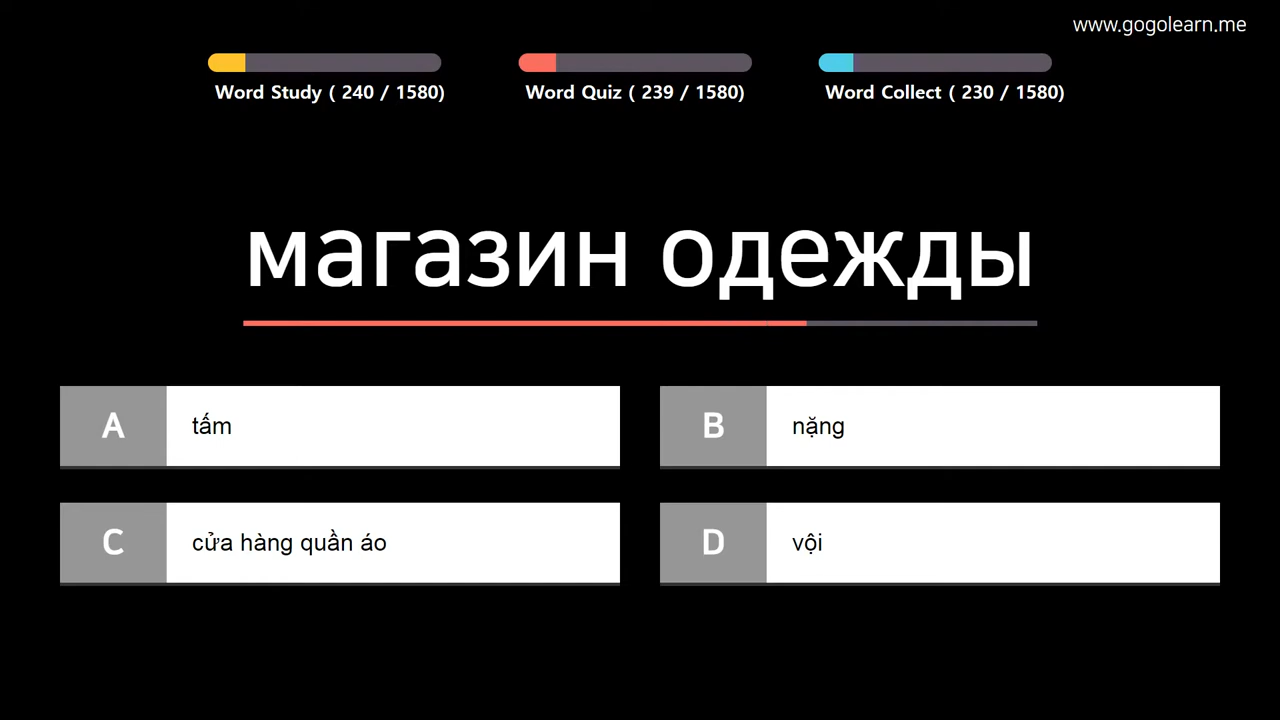 www.gogolearn.me
Word Study ( 240 / 1580)
Word Quiz ( 239 / 1580)
Word Collect ( 230 / 1580)
магазин одежды
A tấm
B nặng
C cửa hàng quần áo
D vội